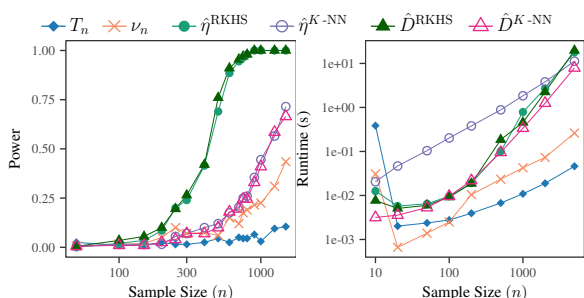 T_n ν_n η̂^RKHS η̂^K-NN D̂^RKHS D̂^K-NN
Power
1.00
0.75
0.50
0.25
0.00
100 300 1000
Sample Size (n)
Runtime (s)
1e+01
1e+00
1e-01
1e-02
1e-03
10 100 1000
Sample Size (n)